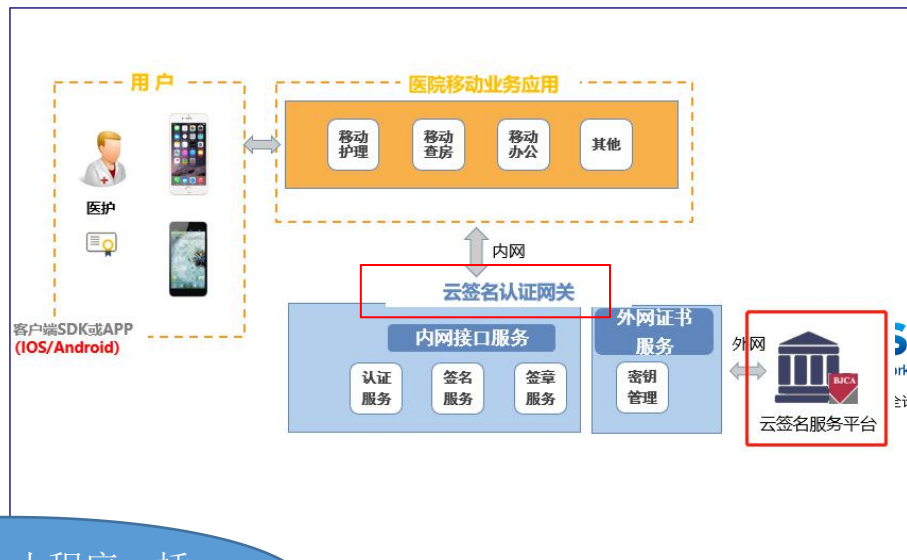 用户
医院移动业务应用
移动
护理
移动
查房
移动
办公
其他
医护
内网
云签名认证网关
客户端SDK或APP
(IOS/Android)
内网接口服务
外网证书
服务
外网
认证
服务
签名
服务
签章
服务
密钥
管理
BJCA
云签名服务平台